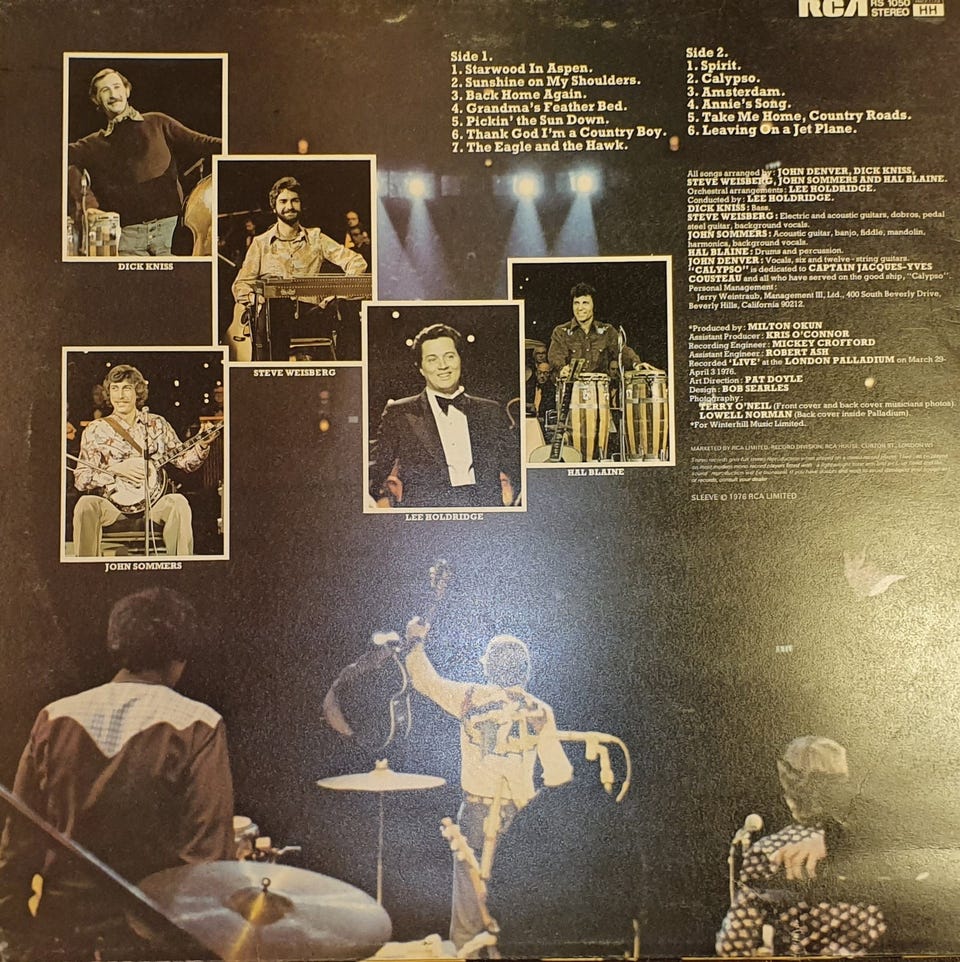 RCA RS 1050
STEREO HH
Side 1.
1. Starwood In Aspen.
2. Sunshine on My Shoulders.
3. Back Home Again.
4. Grandma's Feather Bed.
5. Pickin' the Sun Down.
6. Thank God I'm a Country Boy.
7. The Eagle and the Hawk.
Side 2.
1. Spirit.
2. Calypso.
3. Amsterdam.
4. Annie's Song.
5. Take Me Home, Country Roads.
6. Leaving On a Jet Plane.
All songs arranged by: JOHN DENVER, DICK KNISS,
STEVE WEISBERG, JOHN SOMMERS AND HAL BLAINE.
Orchestral arrangements: LEE HOLDRIDGE.
Conducted by: LEE HOLDRIDGE.
DICK KNISS: Bass.
STEVE WEISBERG: Electric and acoustic guitars, dobros, pedal
steel guitar, background vocals.
JOHN SOMMERS: Acoustic guitar, banjo, fiddle, mandolin,
harmonica, background vocals.
HAL BLAINE: Drums and percussion.
JOHN DENVER: Vocals, six and twelve-string guitars.
"CALYPSO" is dedicated to CAPTAIN JACQUES-YVES
COUSTEAU and all who have served on the good ship, "Calypso".
Personal Management:
Jerry Weintraub, Management III, Ltd., 400 South Beverly Drive,
Beverly Hills, California 90212.
*Produced by: MILTON OKUN
Assistant Producer: KRIS O'CONNOR
Recording Engineer: MICKEY CROFFORD
Assistant Engineer: ROBERT ASH
Recorded 'LIVE' at the LONDON PALLADIUM on March 29-
April 3 1976.
Art Direction: PAT DOYLE
Design: BOB SEARLES
Photography:
TERRY O'NEIL (Front cover and back cover musicians photos).
LOWELL NORMAN (Back cover inside Palladium).
*For Winterhill Music Limited.
MARKETED BY RCA LIMITED, RECORD DIVISION, RCA HOUSE, CURZON ST, LONDON W1
SLEEVE © 1976 RCA LIMITED
DICK KNISS
STEVE WEISBERG
HAL BLAINE
LEE HOLDRIDGE
JOHN SOMMERS